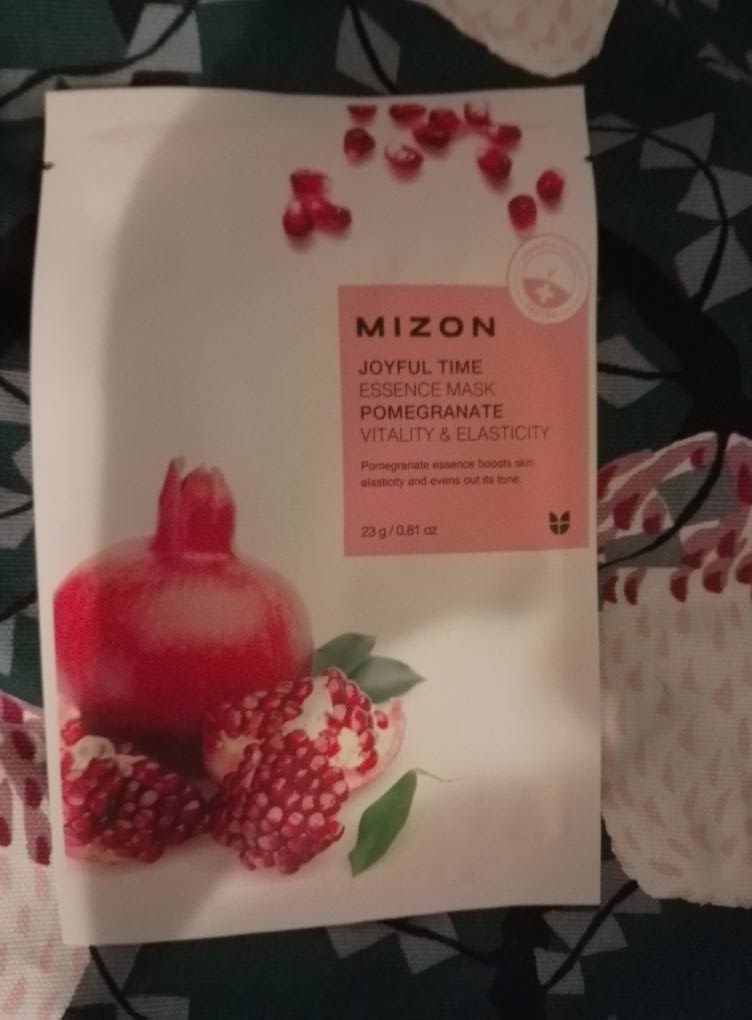 MIZON
JOYFUL TIME
ESSENCE MASK
POMEGRANATE
VITALITY & ELASTICITY
Pomegranate essence boosts skin
elasticity and evens out its tone.
23 g / 0.81 oz